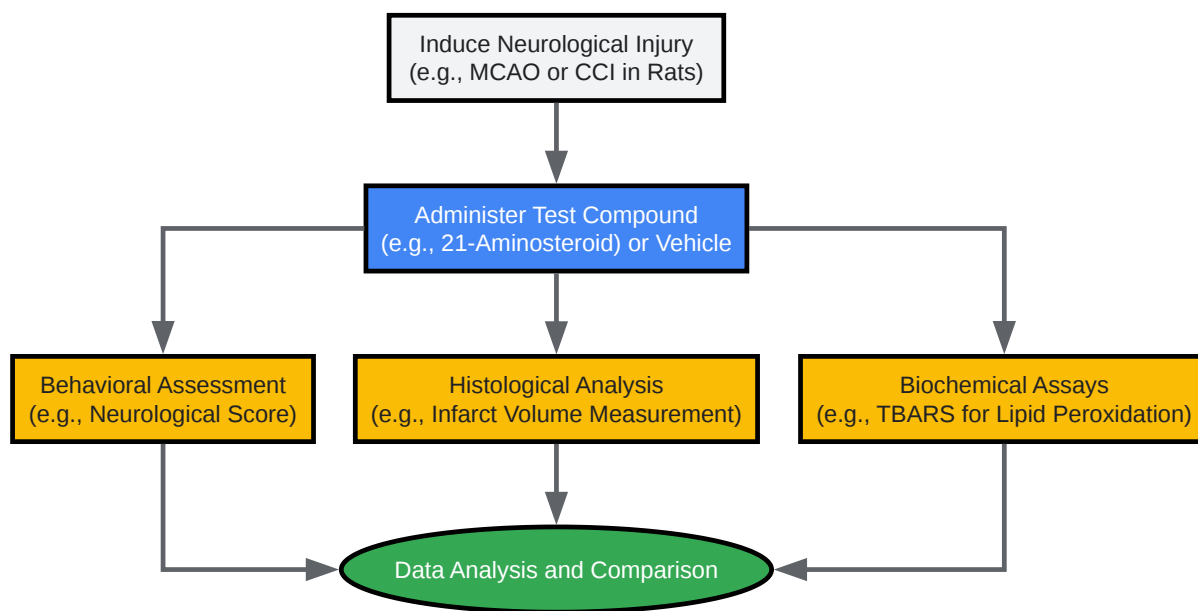 Induce Neurological Injury
(e.g., MCAO or CCI in Rats)
Administer Test Compound
(e.g., 21-Aminosteroid) or Vehicle
Behavioral Assessment
(e.g., Neurological Score)
Histological Analysis
(e.g., Infarct Volume Measurement)
Biochemical Assays
(e.g., TBARS for Lipid Peroxidation)
Data Analysis and Comparison